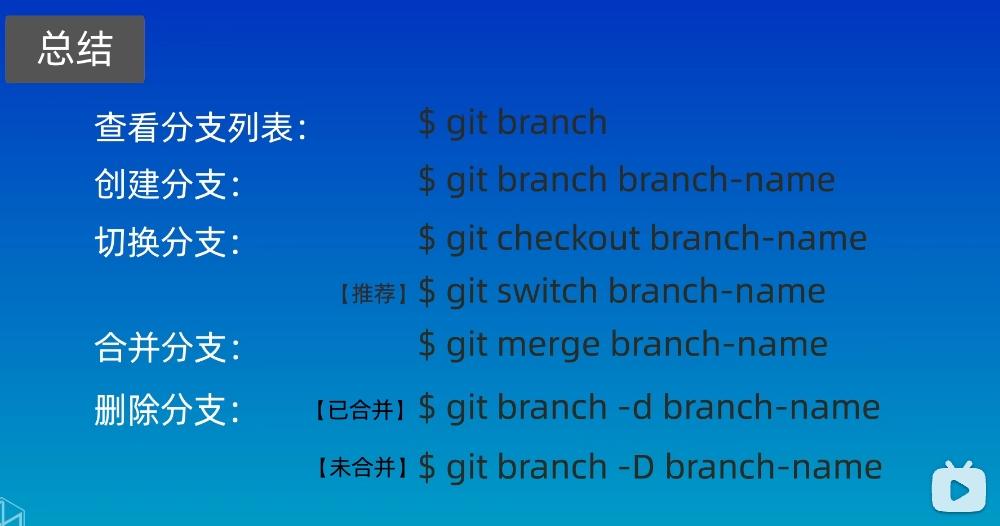 总结
查看分支列表： $ git branch
创建分支： $ git branch branch-name
切换分支： $ git checkout branch-name
【推荐】 $ git switch branch-name
合并分支： $ git merge branch-name
删除分支： 【已合并】 $ git branch -d branch-name
【未合并】 $ git branch -D branch-name